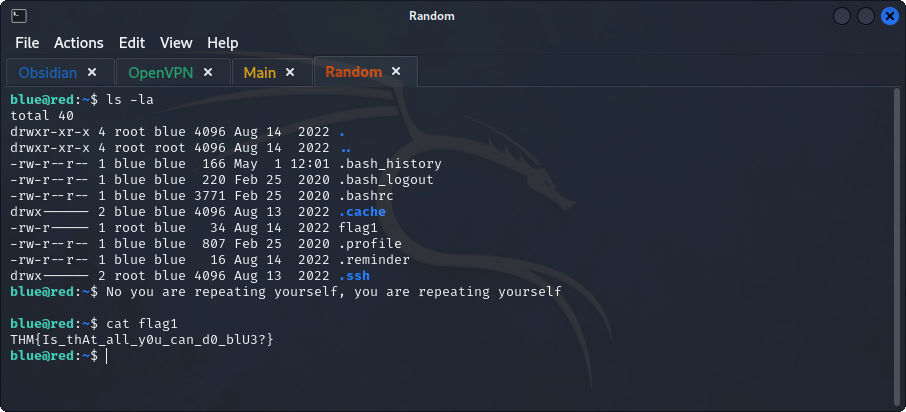 Random
File Actions Edit View Help
Obsidian × OpenVPN × Main × Random ×
blue@red:~$ ls -la
total 40
drwxr-xr-x 4 root blue 4096 Aug 14  2022 .
drwxr-xr-x 4 root root 4096 Aug 14  2022 ..
-rw-r--r-- 1 blue blue  166 May  1 12:01 .bash_history
-rw-r--r-- 1 blue blue  220 Feb 25  2020 .bash_logout
-rw-r--r-- 1 blue blue 3771 Feb 25  2020 .bashrc
drwx------ 2 blue blue 4096 Aug 13  2022 .cache
-rw-r----- 1 root blue   34 Aug 14  2022 flag1
-rw-r--r-- 1 blue blue  807 Feb 25  2020 .profile
-rw-r--r-- 1 blue blue   16 Aug 14  2022 .reminder
drwx------ 2 root blue 4096 Aug 13  2022 .ssh
blue@red:~$ No you are repeating yourself, you are repeating yourself
blue@red:~$ cat flag1
THM{Is_thAt_all_y0u_can_d0_blU3?}
blue@red:~$